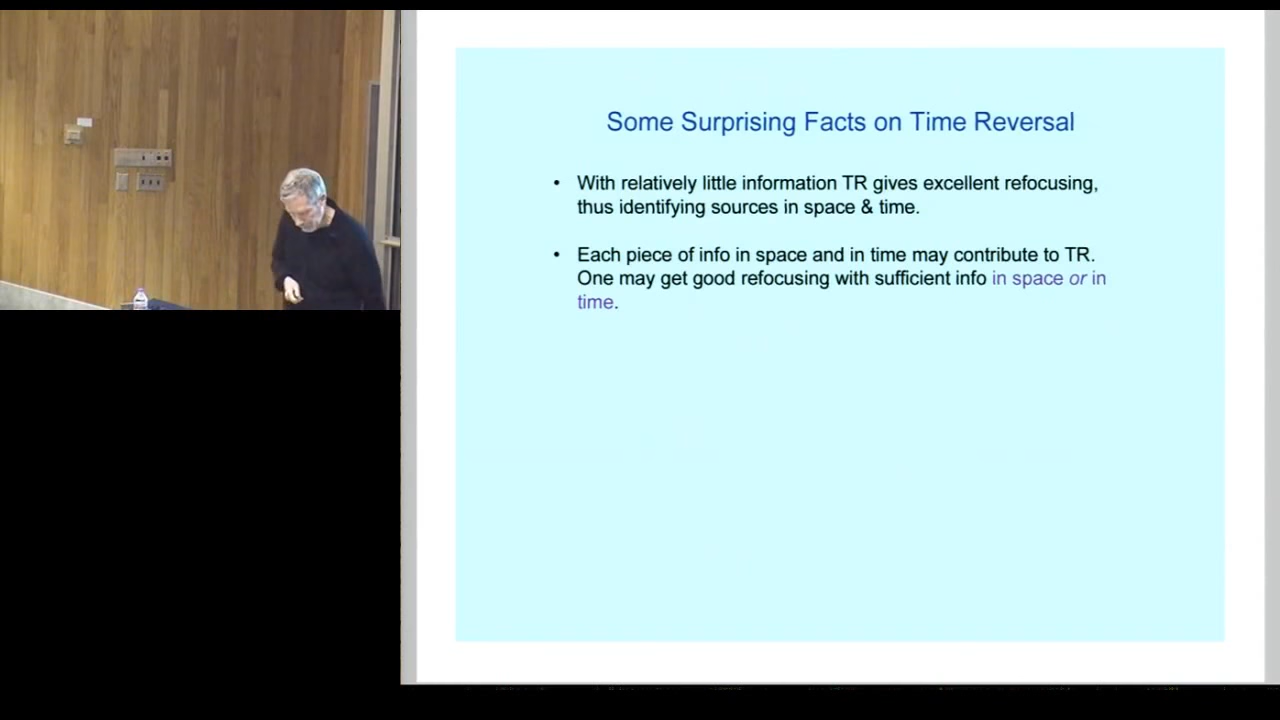 Some Surprising Facts on Time Reversal
• With relatively little information TR gives excellent refocusing,
thus identifying sources in space & time.
• Each piece of info in space and in time may contribute to TR.
One may get good refocusing with sufficient info in space or in
time.